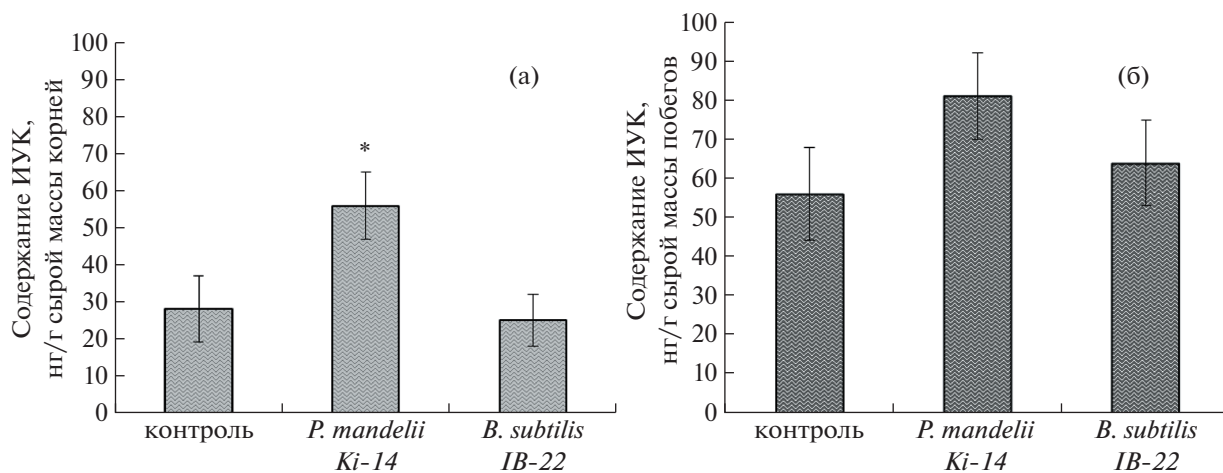 Содержание ИУК,
нг/г сырой массы корней
100
90
80
70
60
50
40
30
20
10
0
(а)
*
контроль
P. mandelii
Ki-14
B. subtilis
IB-22
Содержание ИУК,
нг/г сырой массы побегов
100
90
80
70
60
50
40
30
20
10
0
(б)
контроль
P. mandelii
Ki-14
B. subtilis
IB-22